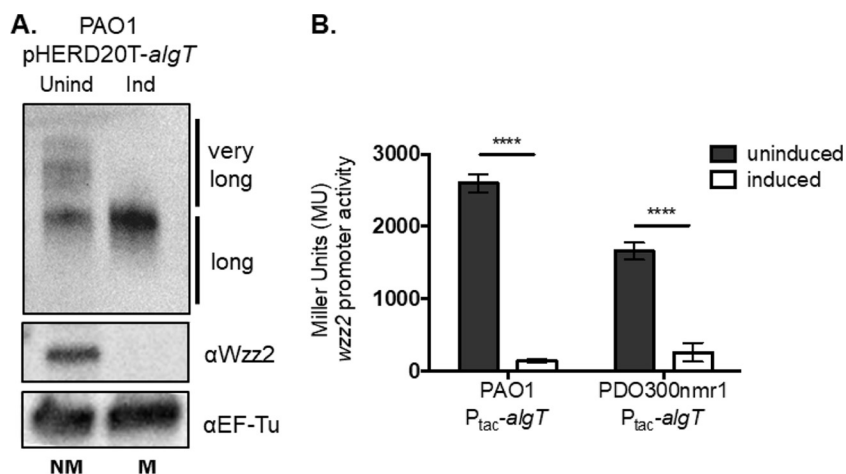 A.
PAO1
pHERD20T-algT
Unind Ind
very
long
long
αWzz2
αEF-Tu
NM M
B.
Miller Units (MU)
wzz2 promoter activity
3000
2000
1000
0
****
****
uninduced
induced
PAO1
Ptac-algT
PDO300nmr1
Ptac-algT